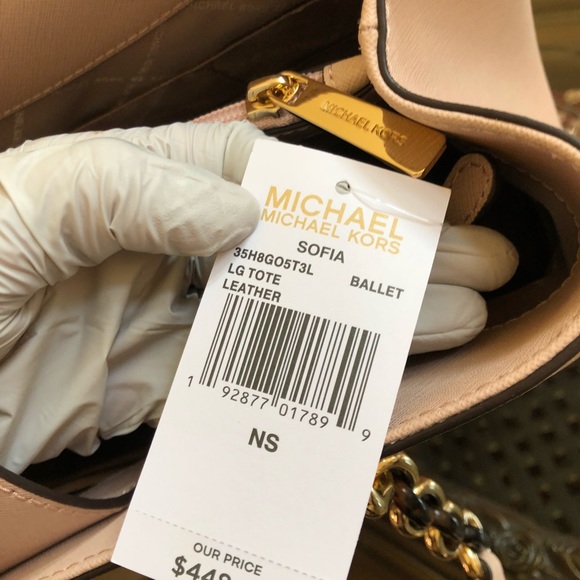 MICHAEL KORS
MICHAEL
MICHAEL KORS
SOFIA
35H8GO5T3L BALLET
LG TOTE
LEATHER
1 92877 01789 9
NS
OUR PRICE